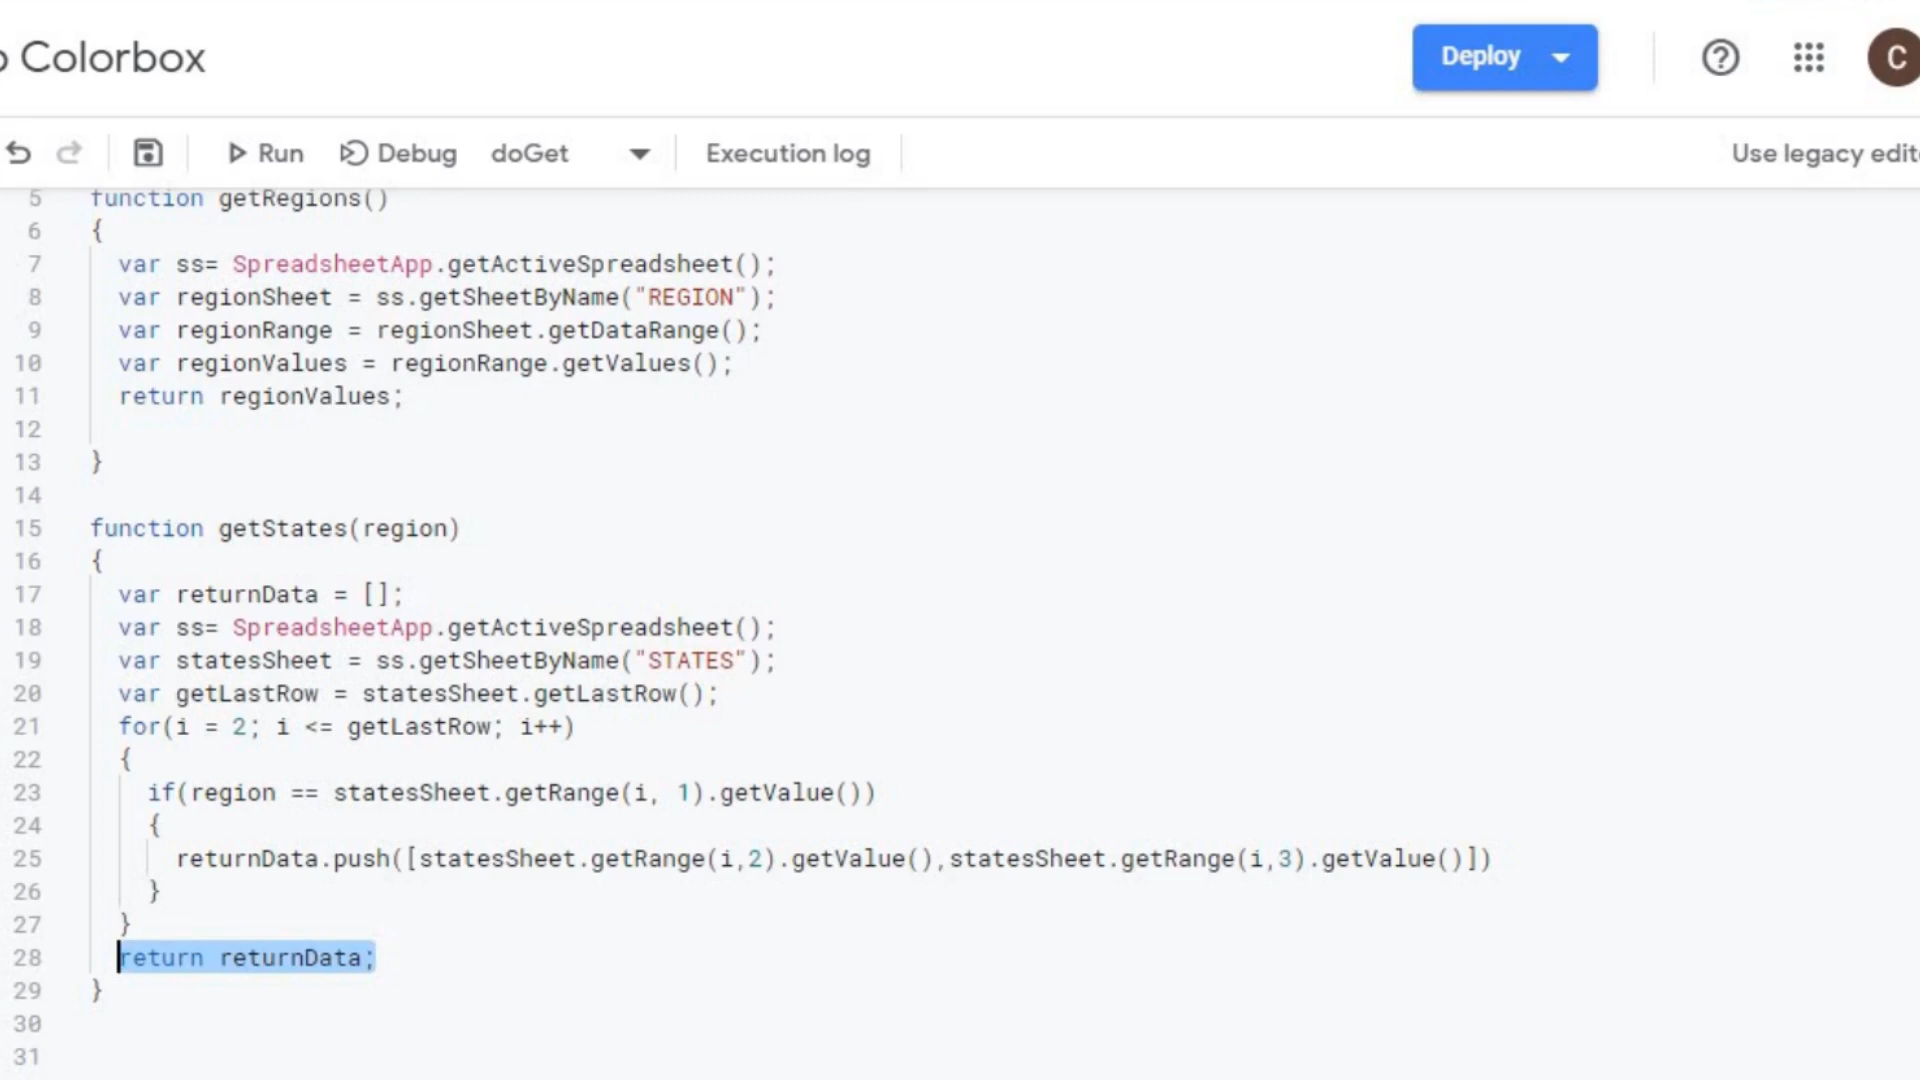 Colorbox
Deploy
C
Run Debug doGet Execution log Use legacy edit
5 function getRegions()
6 {
7 var ss= SpreadsheetApp.getActiveSpreadsheet();
8 var regionSheet = ss.getSheetByName("REGION");
9 var regionRange = regionSheet.getDataRange();
10 var regionValues = regionRange.getValues();
11 return regionValues;
12
13 }
14
15 function getStates(region)
16 {
17 var returnData = [];
18 var ss= SpreadsheetApp.getActiveSpreadsheet();
19 var statesSheet = ss.getSheetByName("STATES");
20 var getLastRow = statesSheet.getLastRow();
21 for(i = 2; i <= getLastRow; i++)
22 {
23 if(region == statesSheet.getRange(i, 1).getValue())
24 {
25 returnData.push([statesSheet.getRange(i,2).getValue(),statesSheet.getRange(i,3).getValue()])
26 }
27 }
28 return returnData;
29 }
30
31